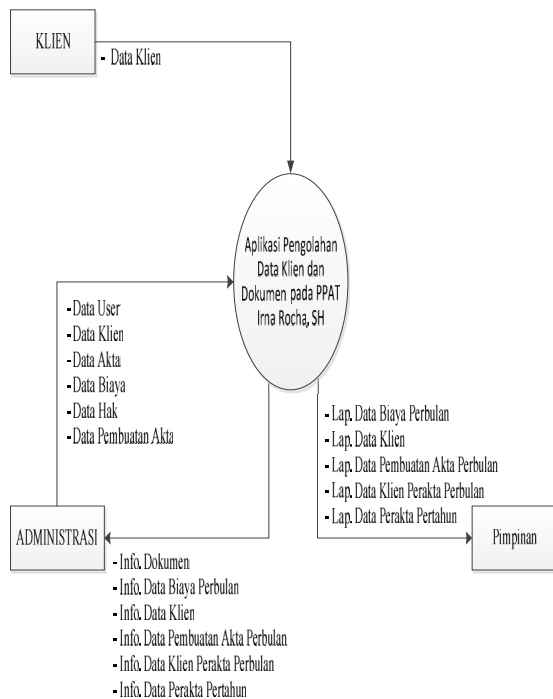 KLIEN
- Data Klien
Aplikasi Pengolahan
Data Klien dan
Dokumen pada PPAT
Irna Rocha, SH
- Data User
- Data Klien
- Data Akta
- Data Biaya
- Data Hak
- Data Pembuatan Akta
- Lap. Data Biaya Perbulan
- Lap. Data Klien
- Lap. Data Pembuatan Akta Perbulan
- Lap. Data Klien Perakta Perbulan
- Lap. Data Perakta Pertahun
ADMINISTRASI
Pimpinan
- Info. Dokumen
- Info. Data Biaya Perbulan
- Info. Data Klien
- Info. Data Pembuatan Akta Perbulan
- Info. Data Klien Perakta Perbulan
- Info. Data Perakta Pertahun